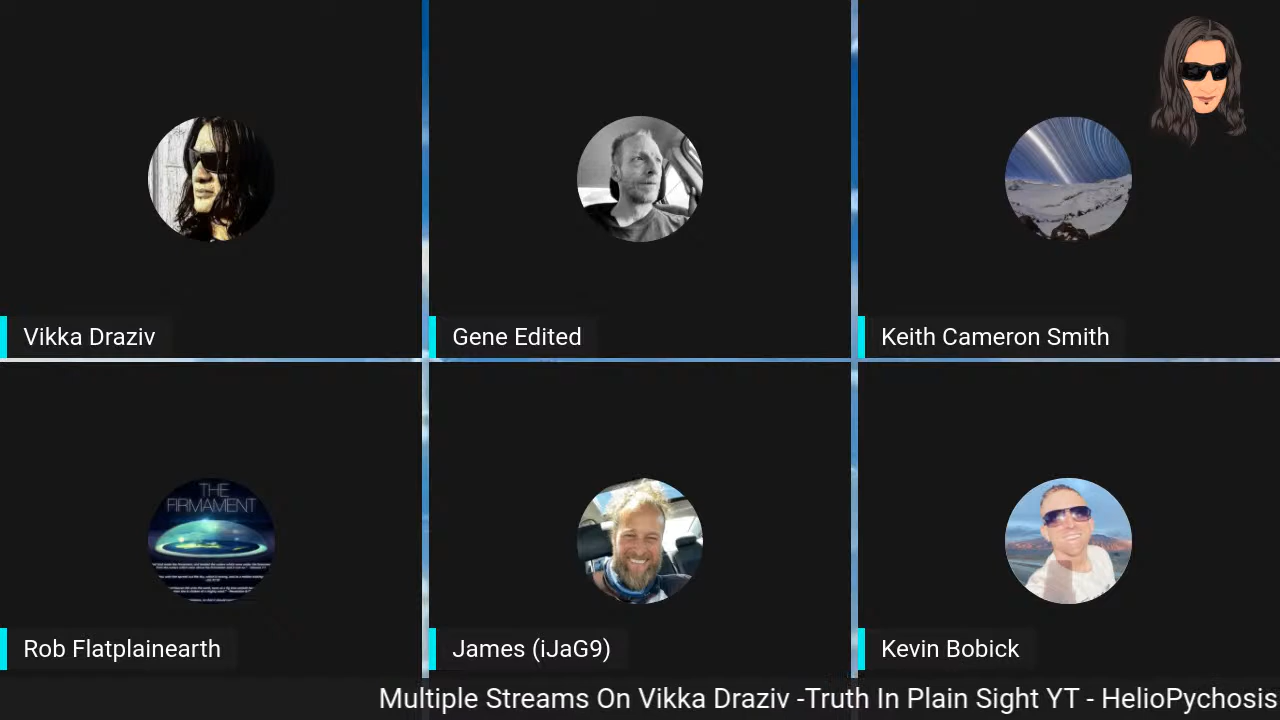 Vikka Draziv
Gene Edited
Keith Cameron Smith
THE
FIRMAMENT
Rob Flatplainearth
James (iJaG9)
Kevin Bobick
Multiple Streams On Vikka Draziv -Truth In Plain Sight YT - HelioPychosis